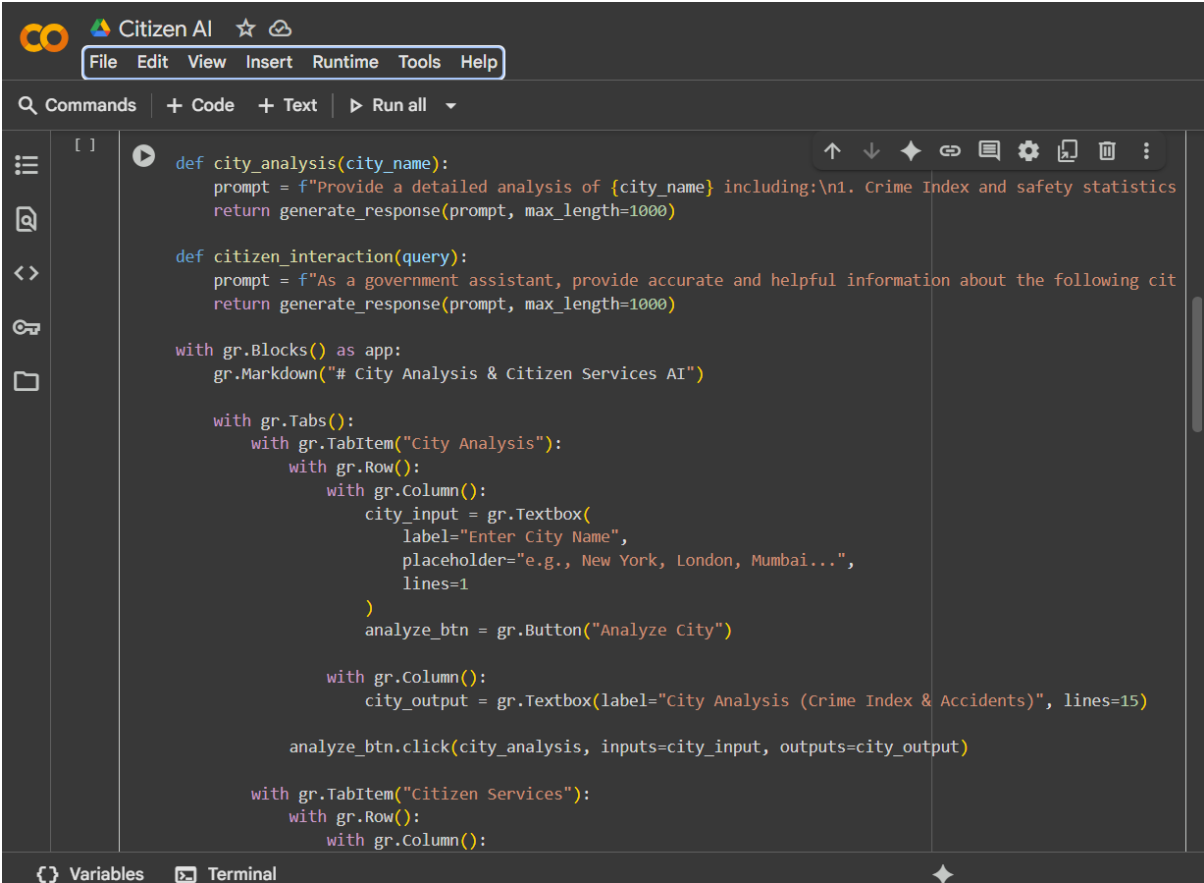 Citizen AI
File Edit View Insert Runtime Tools Help
Commands + Code + Text Run all
[ ]
def city_analysis(city_name):
    prompt = f"Provide a detailed analysis of {city_name} including:\n1. Crime Index and safety statistics
    return generate_response(prompt, max_length=1000)

def citizen_interaction(query):
    prompt = f"As a government assistant, provide accurate and helpful information about the following cit
    return generate_response(prompt, max_length=1000)

with gr.Blocks() as app:
    gr.Markdown("# City Analysis & Citizen Services AI")

    with gr.Tabs():
        with gr.TabItem("City Analysis"):
            with gr.Row():
                with gr.Column():
                    city_input = gr.Textbox(
                        label="Enter City Name",
                        placeholder="e.g., New York, London, Mumbai...",
                        lines=1
                    )
                    analyze_btn = gr.Button("Analyze City")

                with gr.Column():
                    city_output = gr.Textbox(label="City Analysis (Crime Index & Accidents)", lines=15)

            analyze_btn.click(city_analysis, inputs=city_input, outputs=city_output)

        with gr.TabItem("Citizen Services"):
            with gr.Row():
                with gr.Column():
{} Variables Terminal